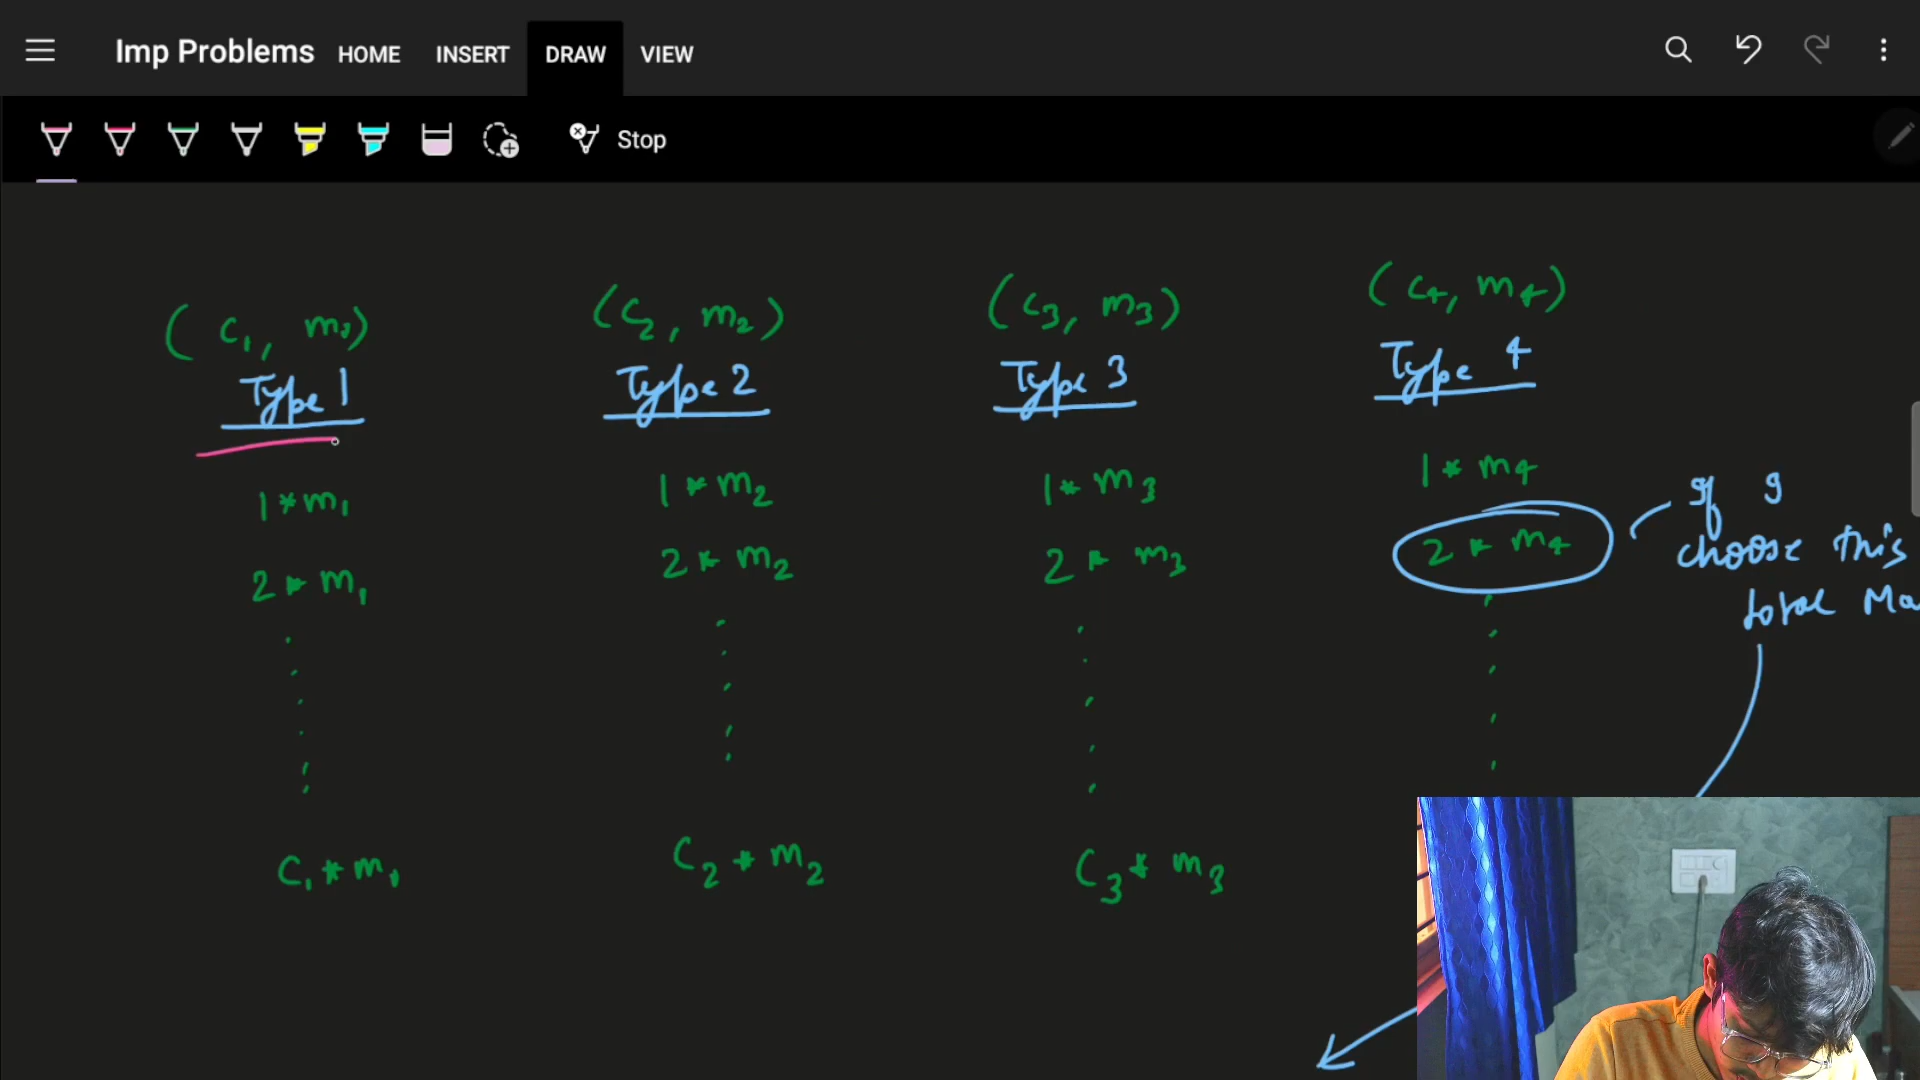 Imp Problems HOME INSERT DRAW VIEW
Stop
(c₁, m₁) (c₂, m₂) (c₃, m₃) (c₄, m₄)
Type 1 Type 2 Type 3 Type 4
1 * m₁ 1 * m₂ 1 * m₃ 1 * m₄
2 * m₁ 2 * m₂ 2 * m₃ 2 * m₄
If I
choose this
total Ma
C₁ * m₁ C₂ * m₂ C₃ * m₃